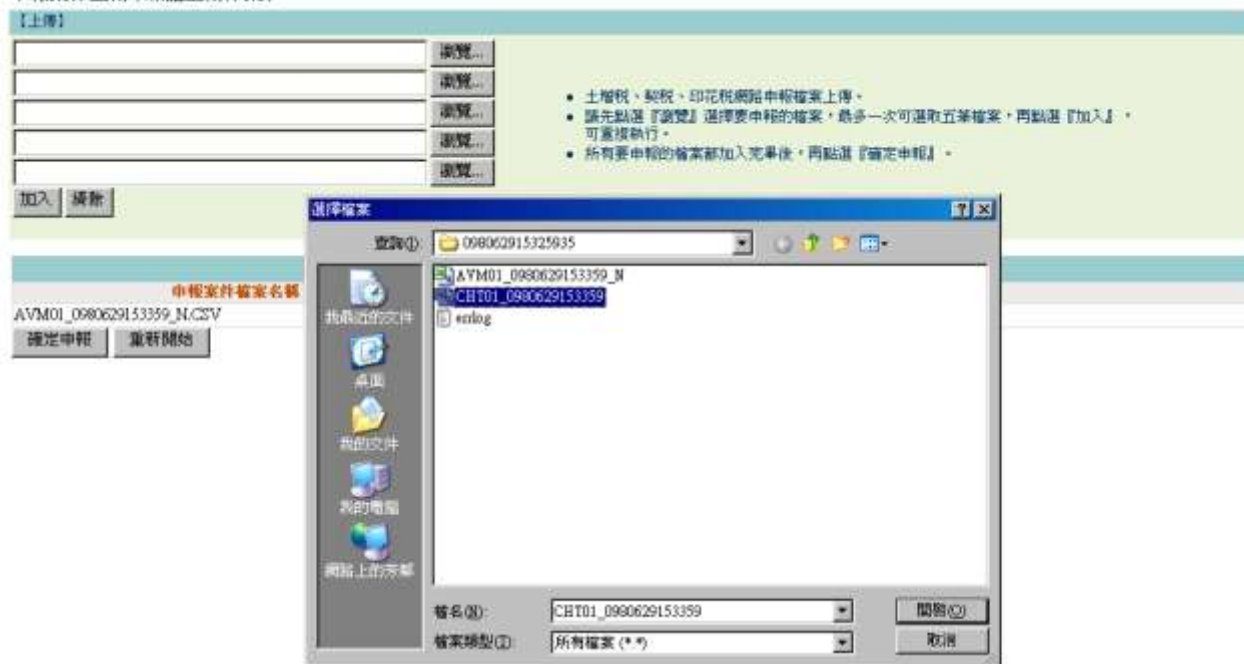 【上傳】
瀏覽...
瀏覽...
瀏覽...
瀏覽...
瀏覽...
加入 清除
• 土增稅、契稅、印花稅網路申報檔案上傳。
• 請先點選『瀏覽』選擇要申報的檔案，最多一次可選取五筆檔案，再點選『加入』，
可重複執行。
• 所有要申報的檔案都加入完畢後，再點選『確定申報』。
申報案件檔案名稱
AVM01_0980629153359_N.CSV
確定申報 重新開始
選擇檔案
查詢(I):
098062915325935
AVM01_0980629153359_N
CHT01_0980629153359
errlog
我最近的文件
桌面
我的文件
我的電腦
網路上的芳鄰
檔名(N):
CHT01_0980629153359
開啟(O)
檔案類型(T):
所有檔案 (*.*)
取消